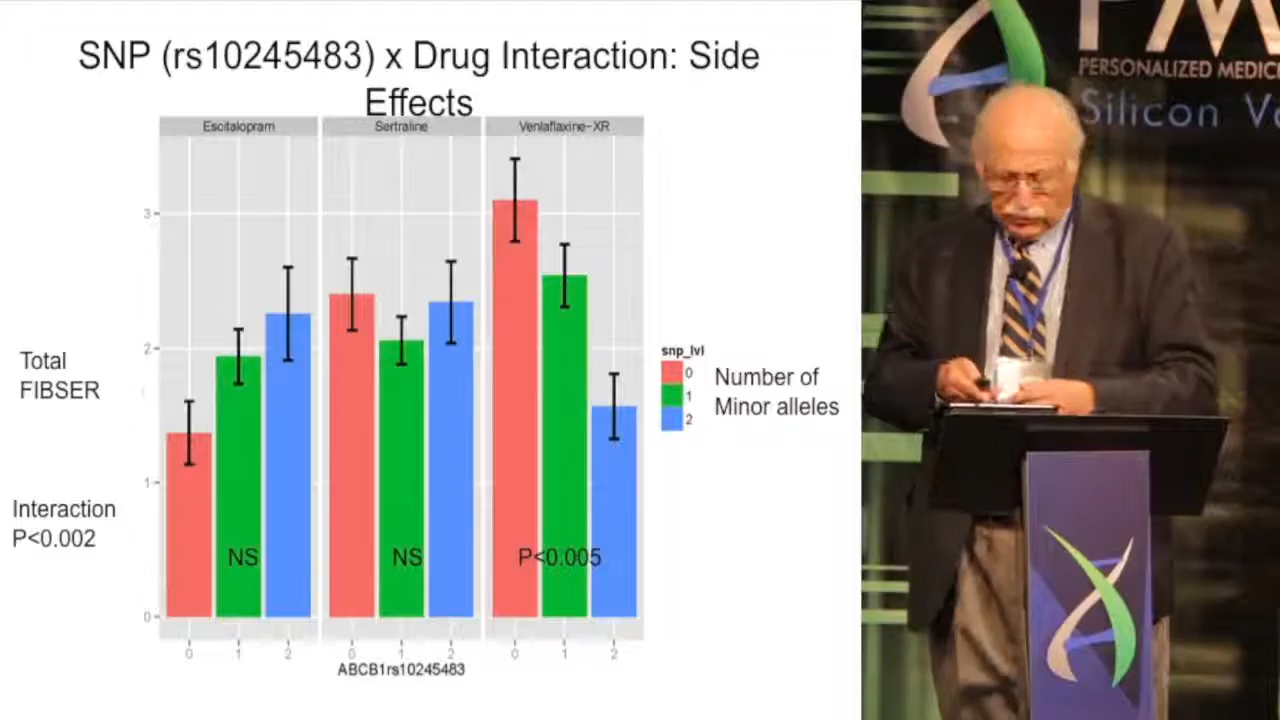 SNP (rs10245483) x Drug Interaction: Side
Effects
Escitalopram
Sertraline
Venlaflaxine-XR
3
2
1
0
Total
FIBSER
Interaction
P<0.002
NS
NS
P<0.005
0 1 2
0 1 2
0 1 2
ABCB1rs10245483
snp_lvl
0
1
2
Number of
Minor alleles
PERSONALIZED MEDIC
Silicon